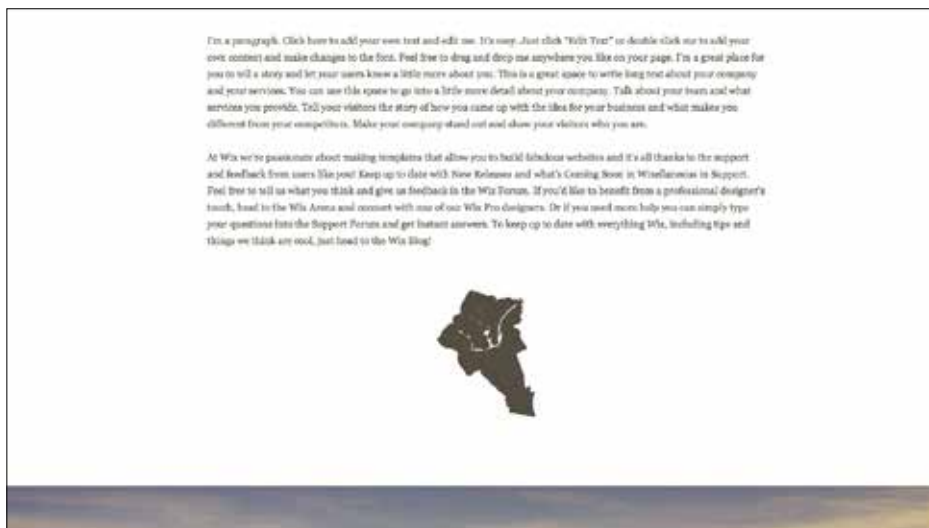 I'm a paragraph. Click here to add your own text and edit me. It's easy. Just click "Edit Text" or double click me to add your
own content and make changes to the font. Feel free to drag and drop me anywhere you like on your page. I'm a great place for
you to tell a story and let your users know a little more about you. This is a great space to write long text about your company
and your services. You can use this space to go into a little more detail about your company. Talk about your team and what
services you provide. Tell your visitors the story of how you came up with the idea for your business and what makes you
different from your competitors. Make your company stand out and show your visitors who you are.
At Wix we're passionate about making templates that allow you to build fabulous websites and it's all thanks to the support
and feedback from users like you! Keep up to date with New Releases and what's Coming Soon in Wixellaneous in Support.
Feel free to tell us what you think and give us feedback in the Wix Forum. If you'd like to benefit from a professional designer's
touch, head to the Wix Arena and connect with one of our Wix Pro designers. Or if you need more help you can simply type
your questions into the Support Forum and get instant answers. To keep up to date with everything Wix, including tips and
things we think are cool, just head to the Wix Blog!